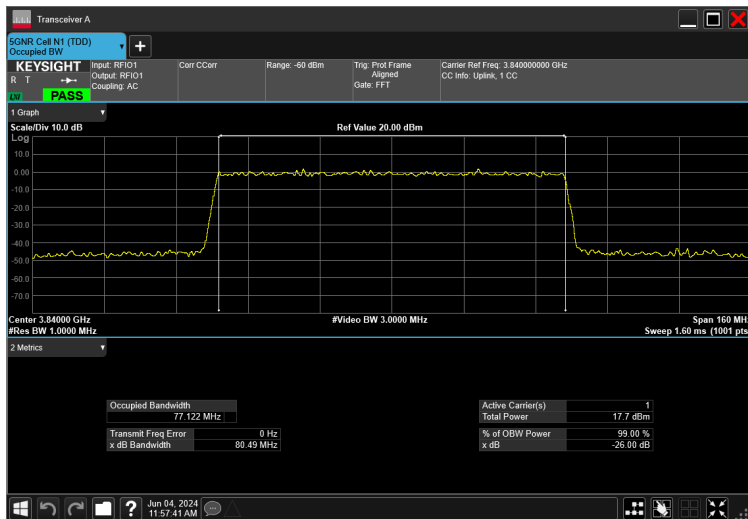 Transceiver A
5GNR Cell N1 (TDD)
Occupied BW
KEYSIGHT
R T
LXI
PASS
Input: RFIO1
Output: RFIO1
Coupling: AC
Corr CCorr
Range: -60 dBm
Trig: Prot Frame
Aligned
Gate: FFT
Carrier Ref Freq: 3.840000000 GHz
CC Info: Uplink, 1 CC
1 Graph
Scale/Div 10.0 dB
Ref Value 20.00 dBm
Log
10.0
0.00
-10.0
-20.0
-30.0
-40.0
-50.0
-60.0
-70.0
Center 3.84000 GHz
#Video BW 3.0000 MHz
Span 160 MH
#Res BW 1.0000 MHz
Sweep 1.60 ms (1001 pts
2 Metrics
Occupied Bandwidth
77.122 MHz
Transmit Freq Error 0 Hz
x dB Bandwidth 80.49 MHz
Active Carrier(s) 1
Total Power 17.7 dBm
% of OBW Power 99.00 %
x dB -26.00 dB
?
Jun 04, 2024
11:57:41 AM